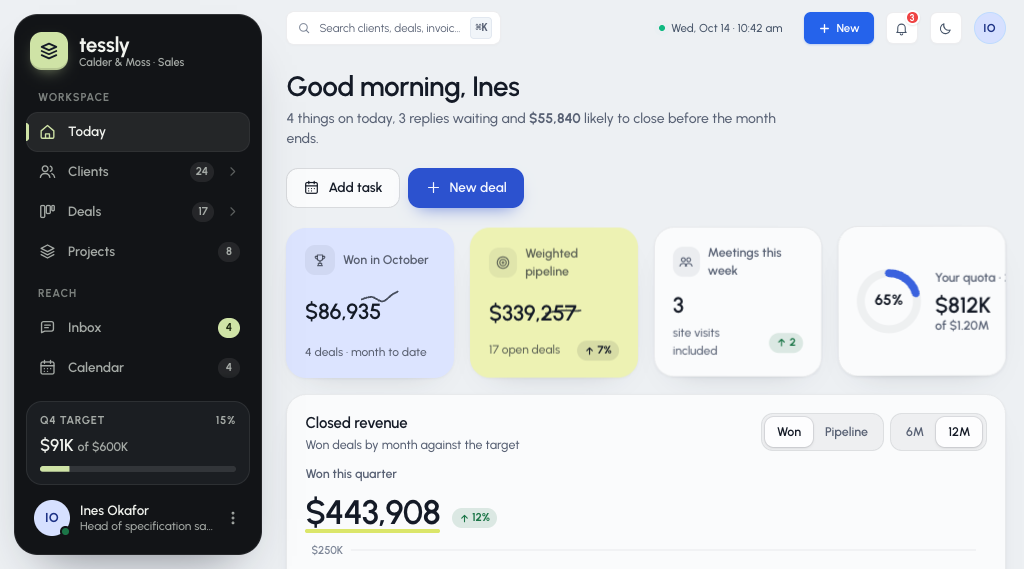 tessly
Calder & Moss · Sales
WORKSPACE
Today
Clients 24
Deals 17
Projects 8
REACH
Inbox 4
Calendar 4
Q4 TARGET 15%
$91K of $600K
IO
Ines Okafor
Head of specification sa…
Search clients, deals, invoic… ⌘K
Wed, Oct 14 · 10:42 am
New
3
IO
Good morning, Ines
4 things on today, 3 replies waiting and $55,840 likely to close before the month
ends.
Add task
New deal
Won in October
$86,935
4 deals · month to date
Weighted
pipeline
$339,257
17 open deals
↑ 7%
Meetings this
week
3
site visits
included
↑ 2
65%
Your quota ·
$812K
of $1.20M
Closed revenue
Won deals by month against the target
Won Pipeline
6M 12M
Won this quarter
$443,908
↑ 12%
$250K